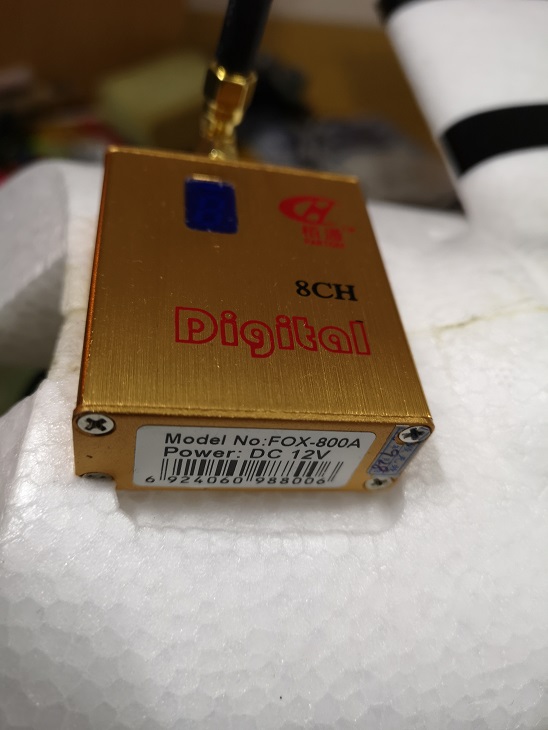 8CH
Digital
Model No:FOX-800A
Power: DC 12V
6 924060 988006